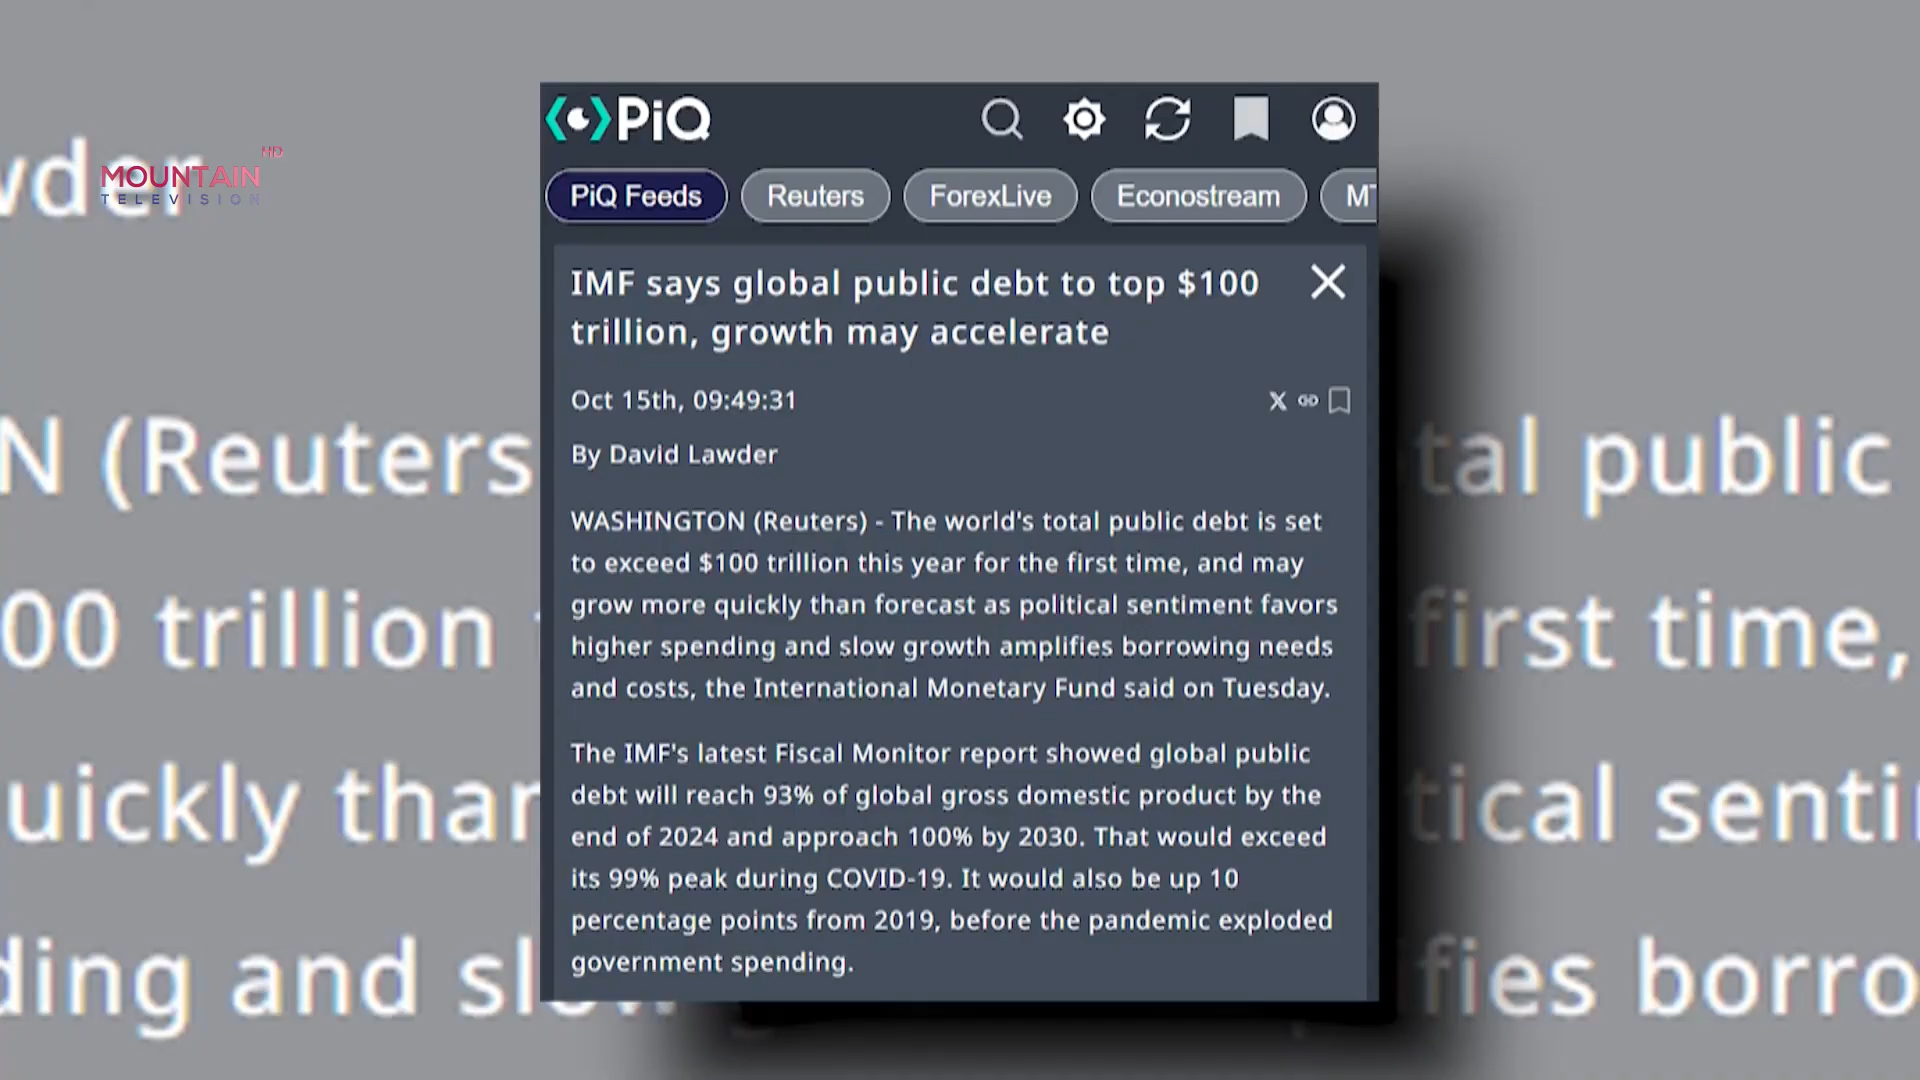 MOUNTAIN HD
TELEVISION
PiQ
PiQ Feeds
Reuters
ForexLive
Econostream
IMF says global public debt to top $100
trillion, growth may accelerate
Oct 15th, 09:49:31
By David Lawder
WASHINGTON (Reuters) - The world's total public debt is set
to exceed $100 trillion this year for the first time, and may
grow more quickly than forecast as political sentiment favors
higher spending and slow growth amplifies borrowing needs
and costs, the International Monetary Fund said on Tuesday.
The IMF's latest Fiscal Monitor report showed global public
debt will reach 93% of global gross domestic product by the
end of 2024 and approach 100% by 2030. That would exceed
its 99% peak during COVID-19. It would also be up 10
percentage points from 2019, before the pandemic exploded
government spending.